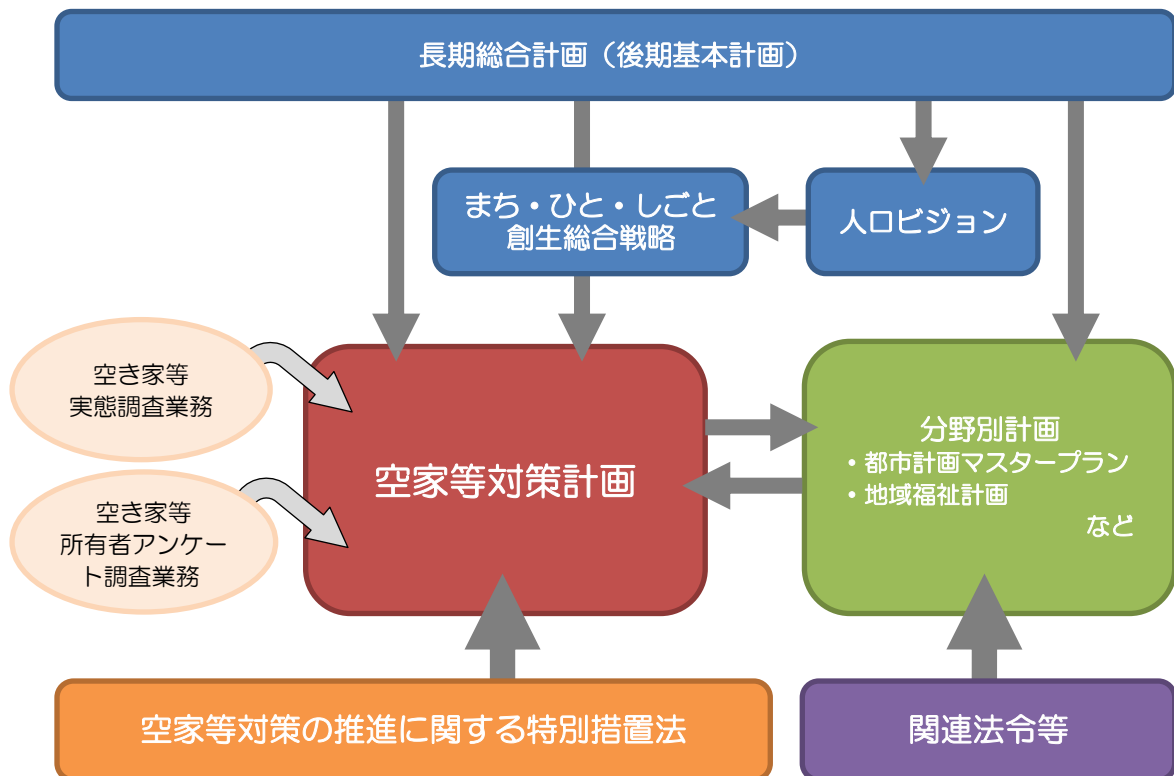 長期総合計画（後期基本計画）
まち・ひと・しごと
創生総合戦略
人口ビジョン
空き家等
実態調査業務
空き家等
所有者アンケー
ト調査業務
空家等対策計画
分野別計画
・都市計画マスタープラン
・地域福祉計画
など
空家等対策の推進に関する特別措置法
関連法令等